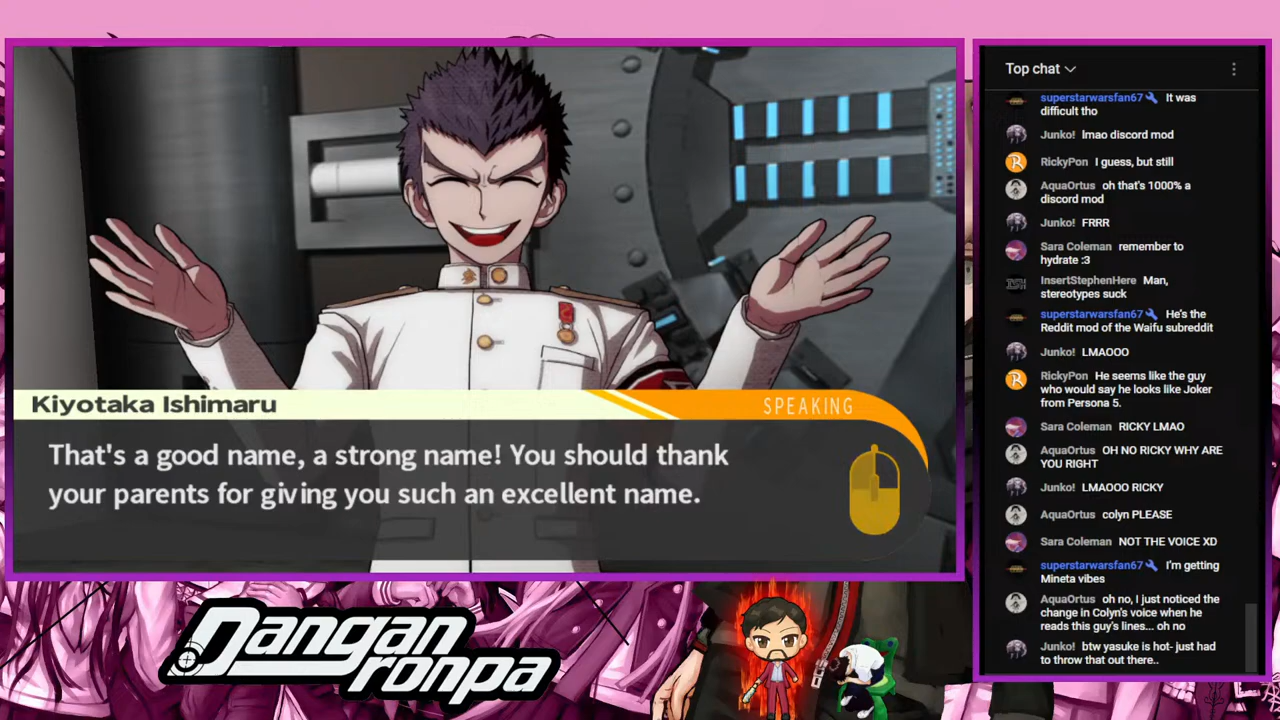 Kiyotaka Ishimaru
SPEAKING
That's a good name, a strong name! You should thank
your parents for giving you such an excellent name.
Dangan
ronpa
Top chat
superstarwarsfan67 It was
difficult tho
Junko! lmao discord mod
RickyPon I guess, but still
AquaOrtus oh that's 1000% a
discord mod
Junko! FRRR
Sara Coleman remember to
hydrate :3
InsertStephenHere Man,
stereotypes suck
superstarwarsfan67 He's the
Reddit mod of the Waifu subreddit
Junko! LMAOOO
RickyPon He seems like the guy
who would say he looks like Joker
from Persona 5.
Sara Coleman RICKY LMAO
AquaOrtus OH NO RICKY WHY ARE
YOU RIGHT
Junko! LMAOOO RICKY
AquaOrtus colyn PLEASE
Sara Coleman NOT THE VOICE XD
superstarwarsfan67 I'm getting
Mineta vibes
AquaOrtus oh no, I just noticed the
change in Colyn's voice when he
reads this guy's lines... oh no
Junko! btw yasuke is hot- just had
to throw that out there..